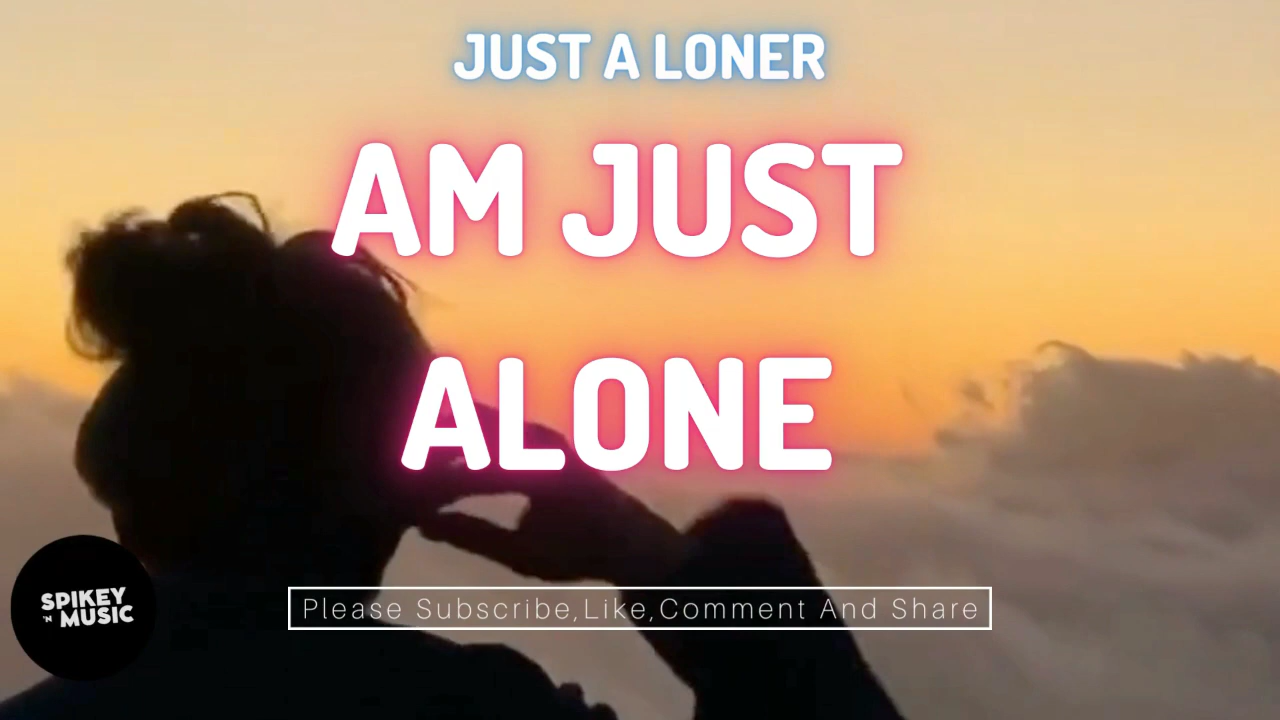 JUST A LONER
AM JUST
ALONE
SPIKEY
'N MUSIC
Please Subscribe,Like,Comment And Share